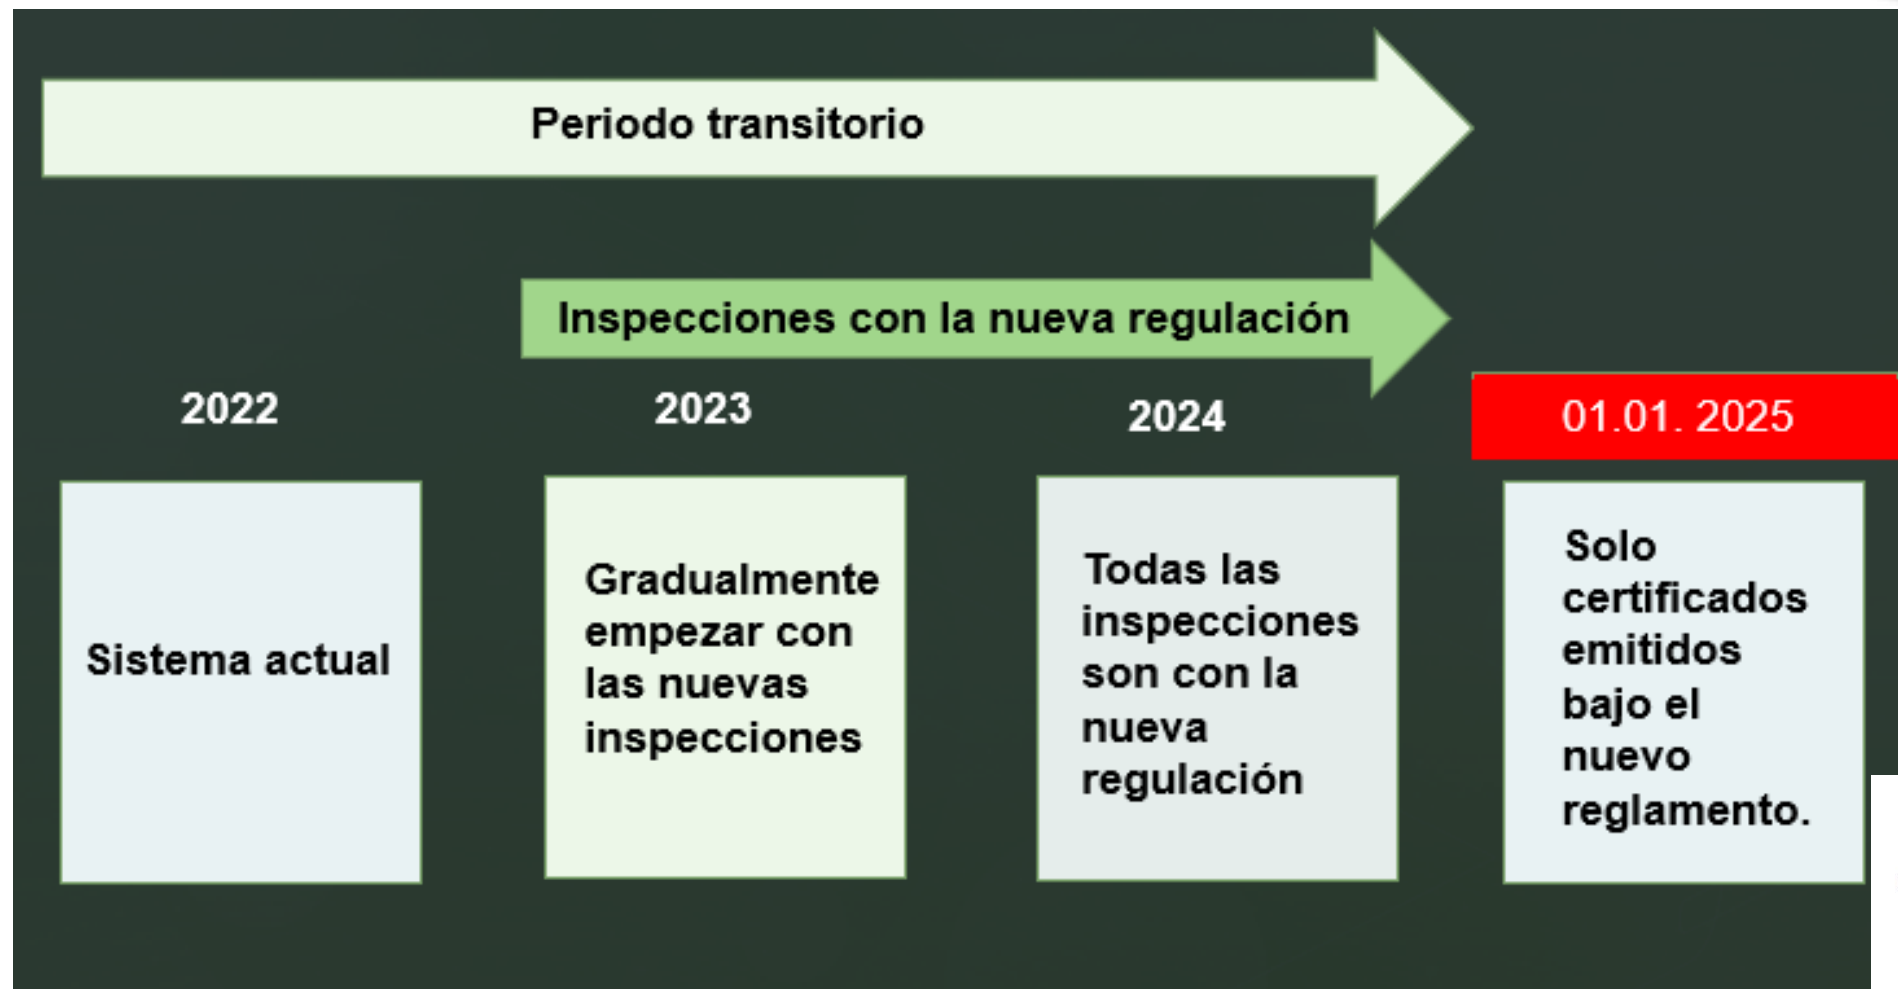 Periodo transitorio
Inspecciones con la nueva regulación
2022
2023
2024
01.01. 2025
Sistema actual
Gradualmente
empezar con
las nuevas
inspecciones
Todas las
inspecciones
son con la
nueva
regulación
Solo
certificados
emitidos
bajo el
nuevo
reglamento.